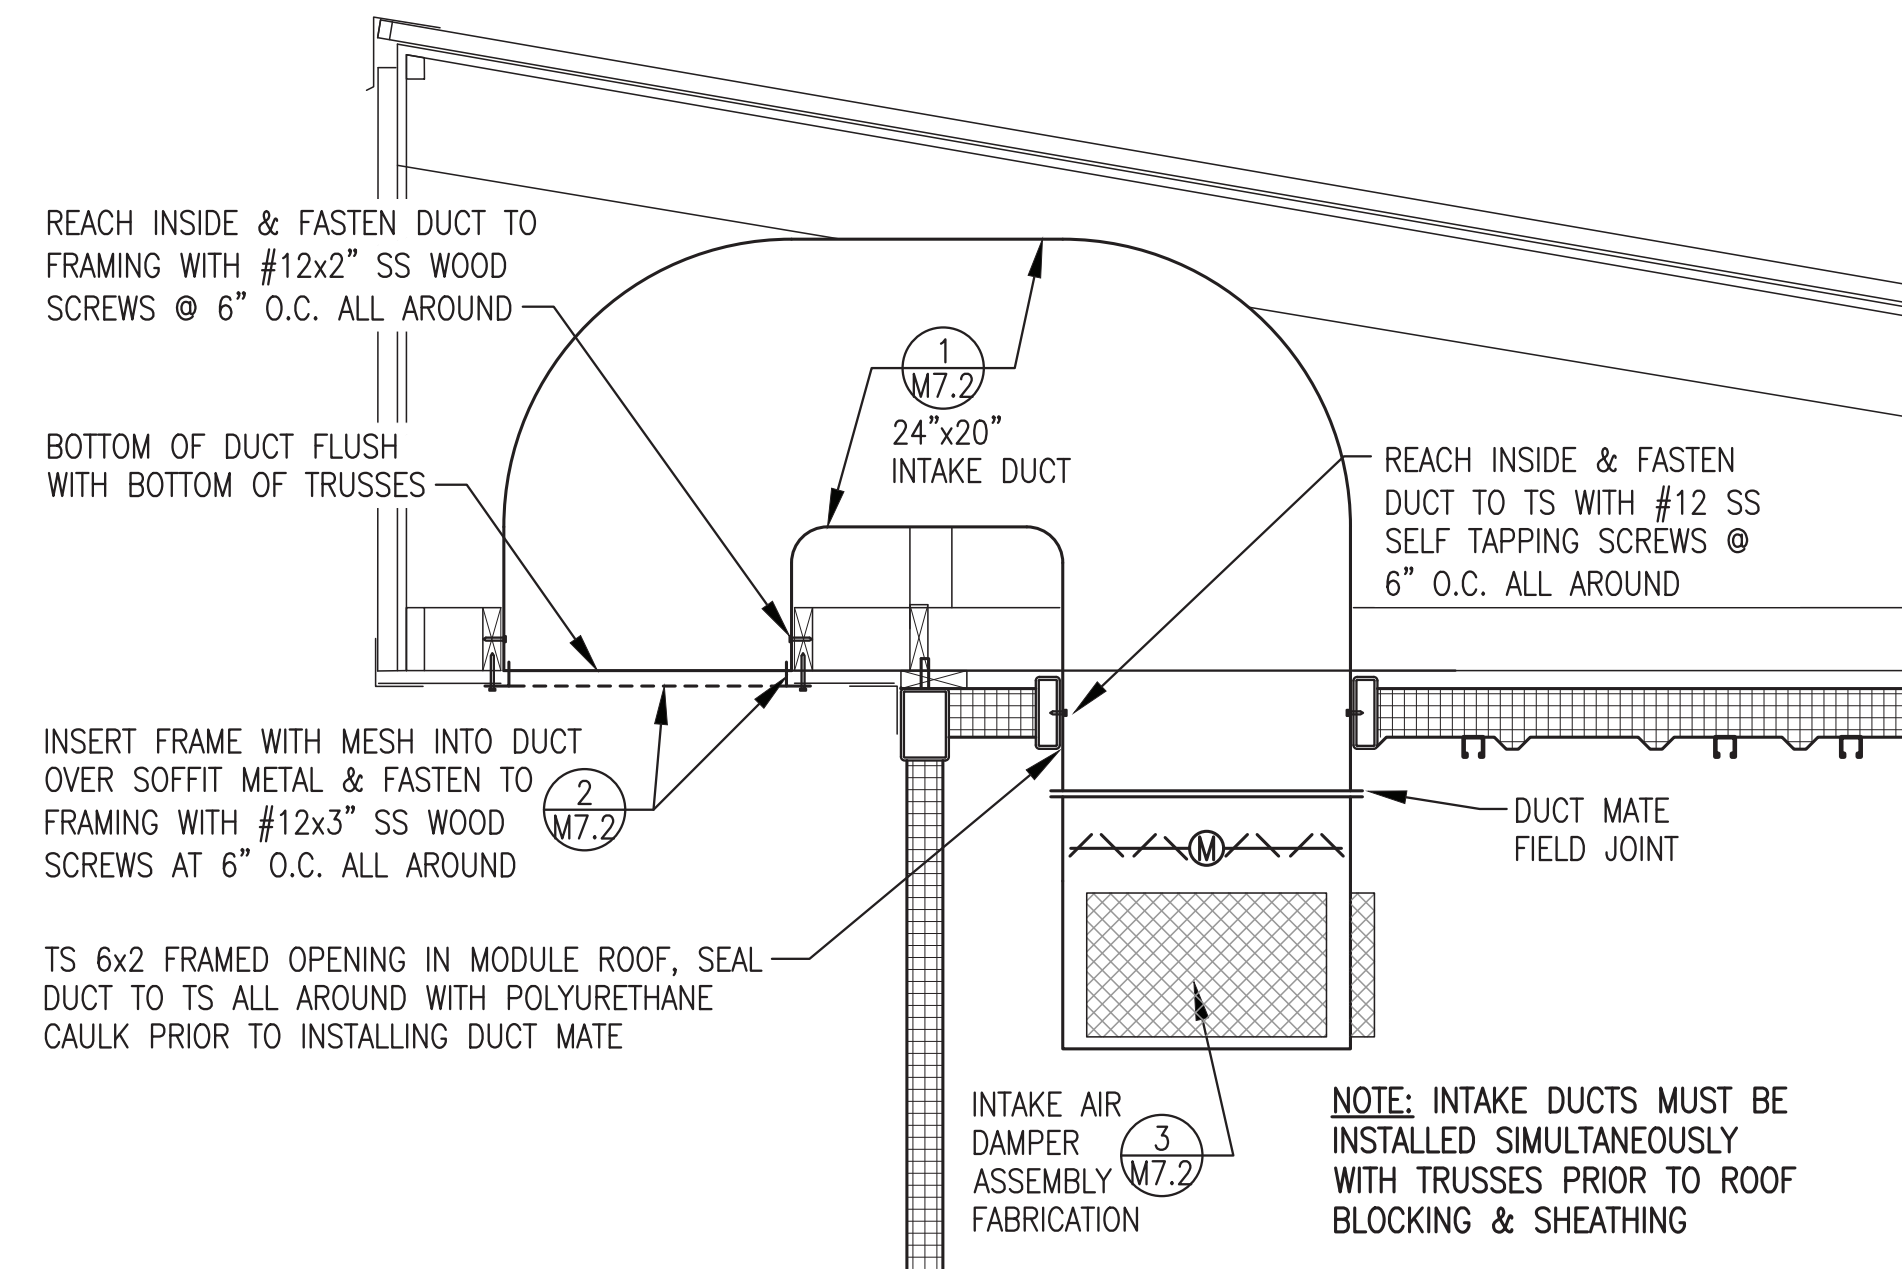 REACH INSIDE & FASTEN DUCT TO
FRAMING WITH #12x2” SS WOOD
SCREWS @ 6” O.C. ALL AROUND
1
M7.2
24”x20”
INTAKE DUCT
BOTTOM OF DUCT FLUSH
WITH BOTTOM OF TRUSSES
REACH INSIDE & FASTEN
DUCT TO TS WITH #12 SS
SELF TAPPING SCREWS @
6” O.C. ALL AROUND
INSERT FRAME WITH MESH INTO DUCT
OVER SOFFIT METAL & FASTEN TO
FRAMING WITH #12x3” SS WOOD
SCREWS AT 6” O.C. ALL AROUND
2
M7.2
DUCT MATE
FIELD JOINT
M
TS 6x2 FRAMED OPENING IN MODULE ROOF, SEAL
DUCT TO TS ALL AROUND WITH POLYURETHANE
CAULK PRIOR TO INSTALLING DUCT MATE
INTAKE AIR
DAMPER
ASSEMBLY
FABRICATION
3
M7.2
NOTE: INTAKE DUCTS MUST BE
INSTALLED SIMULTANEOUSLY
WITH TRUSSES PRIOR TO ROOF
BLOCKING & SHEATHING